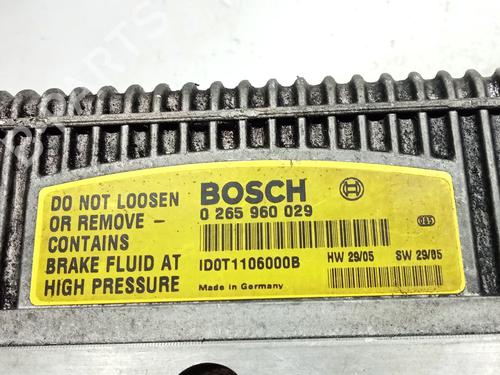 DO NOT LOOSEN
OR REMOVE -
CONTAINS
BRAKE FLUID AT
HIGH PRESSURE
BOSCH
0 265 960 029
ID0T1106000B
HW 29/05 SW 29/05
Made in Germany